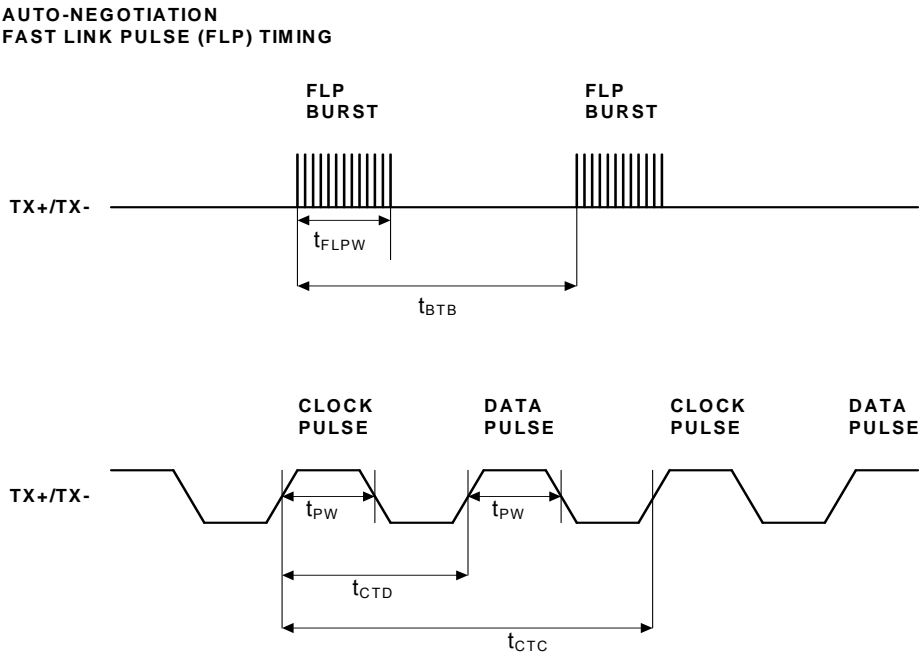 AUTO-NEGOTIATION
FAST LINK PULSE (FLP) TIMING
FLP
BURST
FLP
BURST
TX+/TX-
tFLPW
tBTB
CLOCK
PULSE
DATA
PULSE
CLOCK
PULSE
DATA
PULSE
TX+/TX-
tPW
tPW
tCTD
tCTC